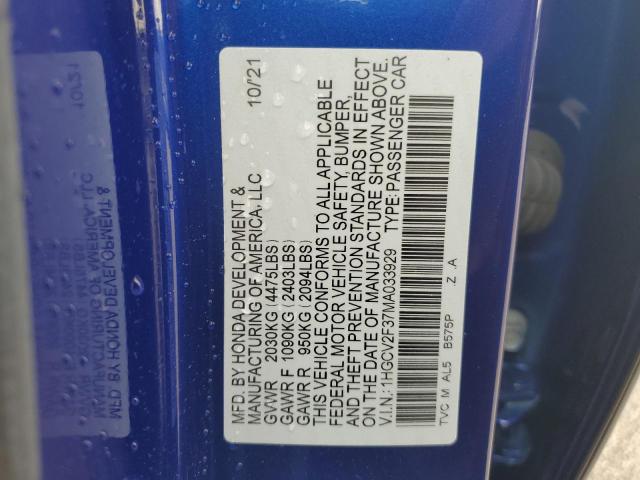 MFD. BY HONDA DEVELOPMENT & 10/21
MANUFACTURING OF AMERICA, LLC
GVWR 2030KG (4475LBS)
GAWR F 1090KG (2403LBS)
GAWR R 950KG (2094LBS)
THIS VEHICLE CONFORMS TO ALL APPLICABLE
FEDERAL MOTOR VEHICLE SAFETY, BUMPER,
AND THEFT PREVENTION STANDARDS IN EFFECT
ON THE DATE OF MANUFACTURE SHOWN ABOVE.
V.I.N.: 1HGCV2F37MA033929 TYPE: PASSENGER CAR
TVC M AL5 B575P Z .A